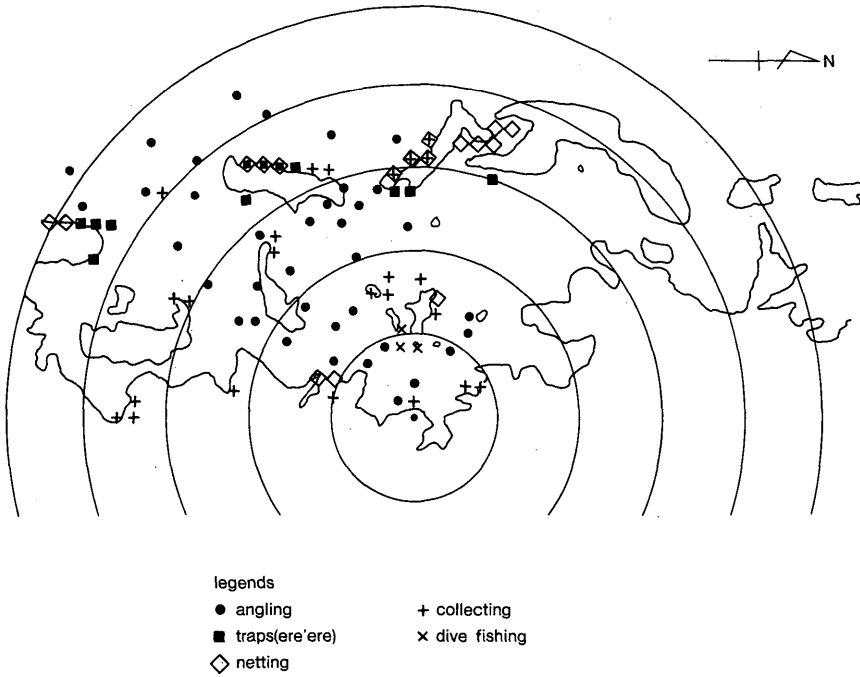 N
legends
angling
collecting
traps(ere'ere)
dive fishing
netting